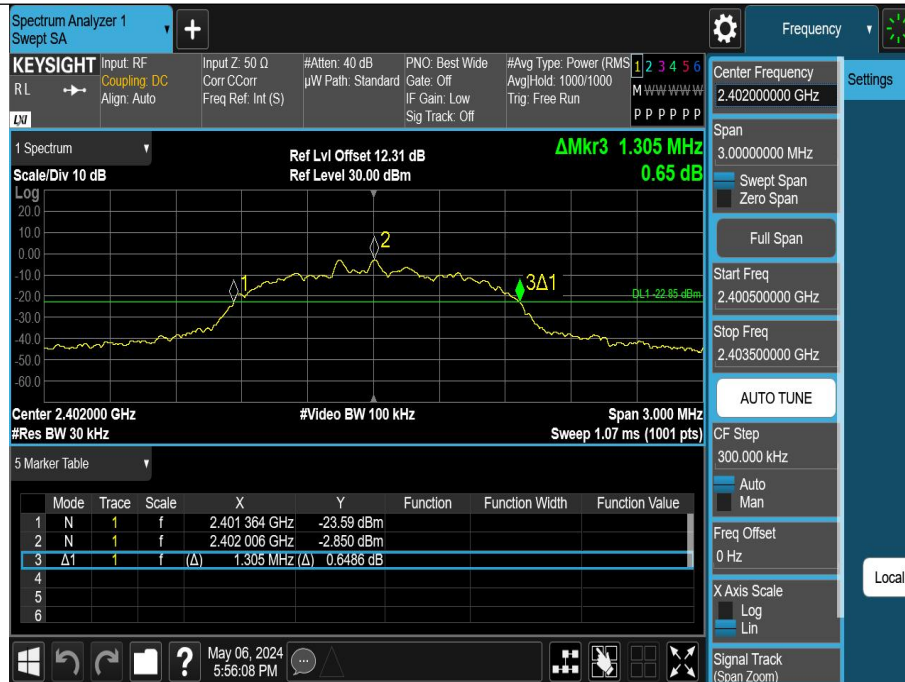 Spectrum Analyzer 1
Swept SA
+
Frequency
KEYSIGHT
RL
LXI
Input: RF
Coupling: DC
Align: Auto
Input Z: 50 Ω
Corr CCorr
Freq Ref: Int (S)
#Atten: 40 dB
µW Path: Standard
PNO: Best Wide
Gate: Off
IF Gain: Low
Sig Track: Off
#Avg Type: Power (RMS
Avg|Hold: 1000/1000
Trig: Free Run
1 2 3 4 5 6
M W W W W W
P P P P P P
1 Spectrum
Scale/Div 10 dB
Ref Lvl Offset 12.31 dB
Ref Level 30.00 dBm
ΔMkr3 1.305 MHz
0.65 dB
Log
20.0
10.0
0.00
-10.0
-20.0
-30.0
-40.0
-50.0
-60.0
1
2
3Δ1
DL1 -22.85 dBm
Center 2.402000 GHz
#Video BW 100 kHz
Span 3.000 MHz
#Res BW 30 kHz
Sweep 1.07 ms (1001 pts)
5 Marker Table
Mode Trace Scale X Y Function Function Width Function Value
1 N 1 f 2.401 364 GHz -23.59 dBm
2 N 1 f 2.402 006 GHz -2.850 dBm
3 Δ1 1 f (Δ) 1.305 MHz (Δ) 0.6486 dB
4
5
6
?
May 06, 2024
5:56:08 PM
Center Frequency
2.402000000 GHz
Settings
Span
3.00000000 MHz
Swept Span
Zero Span
Full Span
Start Freq
2.400500000 GHz
Stop Freq
2.403500000 GHz
AUTO TUNE
CF Step
300.000 kHz
Auto
Man
Freq Offset
0 Hz
Local
X Axis Scale
Log
Lin
Signal Track
(Span Zoom)